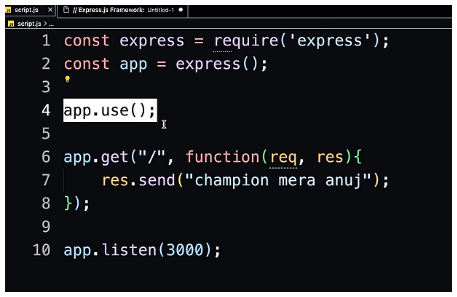 script.js × // Express.js Framework: Untitled-1 ●
script.js > ...
1 const express = require('express');
2 const app = express();
3
4 app.use();
5
6 app.get("/", function(req, res){
7 res.send("champion mera anuj");
8 });
9
10 app.listen(3000);